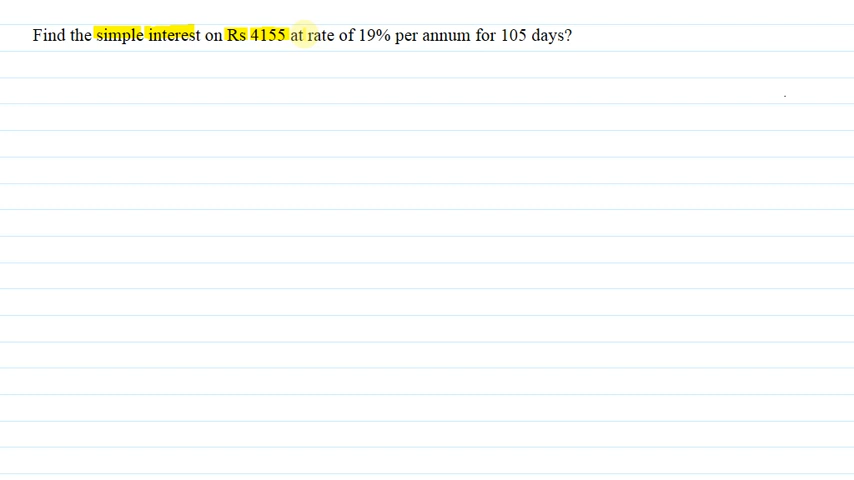 Find the simple interest on Rs 4155 at rate of 19% per annum for 105 days?